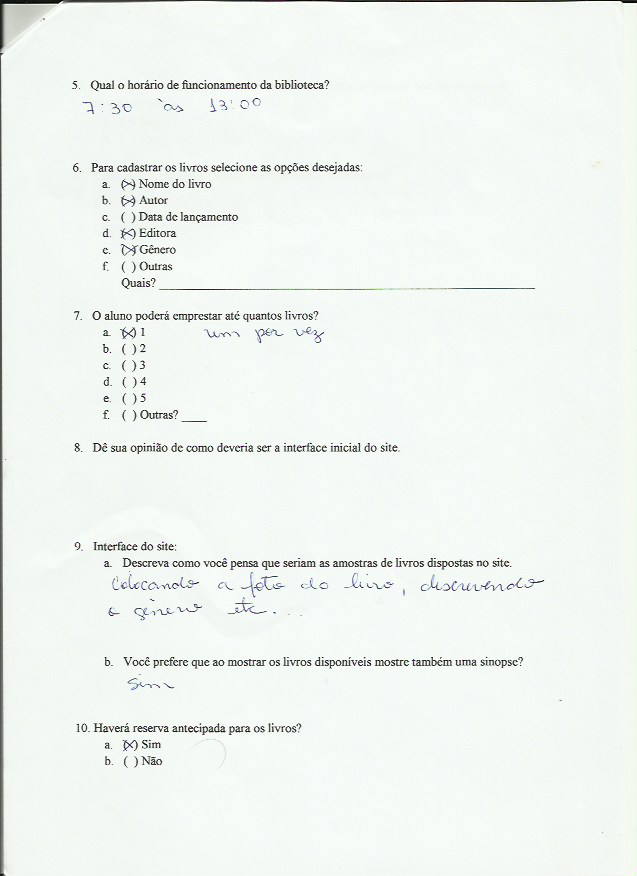 5. Qual o horário de funcionamento da biblioteca?
7:30 às 13:00
6. Para cadastrar os livros selecione as opções desejadas:
a. (x) Nome do livro
b. (x) Autor
c. ( ) Data de lançamento
d. (x) Editora
e. (x) Gênero
f. ( ) Outras
Quais? ____________________
7. O aluno poderá emprestar até quantos livros?
a. (x) 1 um por vez
b. ( ) 2
c. ( ) 3
d. ( ) 4
e. ( ) 5
f. ( ) Outras? ____
8. Dê sua opinião de como deveria ser a interface inicial do site.
9. Interface do site:
a. Descreva como você pensa que seriam as amostras de livros dispostas no site.
Colocando a foto do livro, descrevendo
o gênero etc...
b. Você prefere que ao mostrar os livros disponíveis mostre também uma sinopse?
Sim
10. Haverá reserva antecipada para os livros?
a. (x) Sim
b. ( ) Não